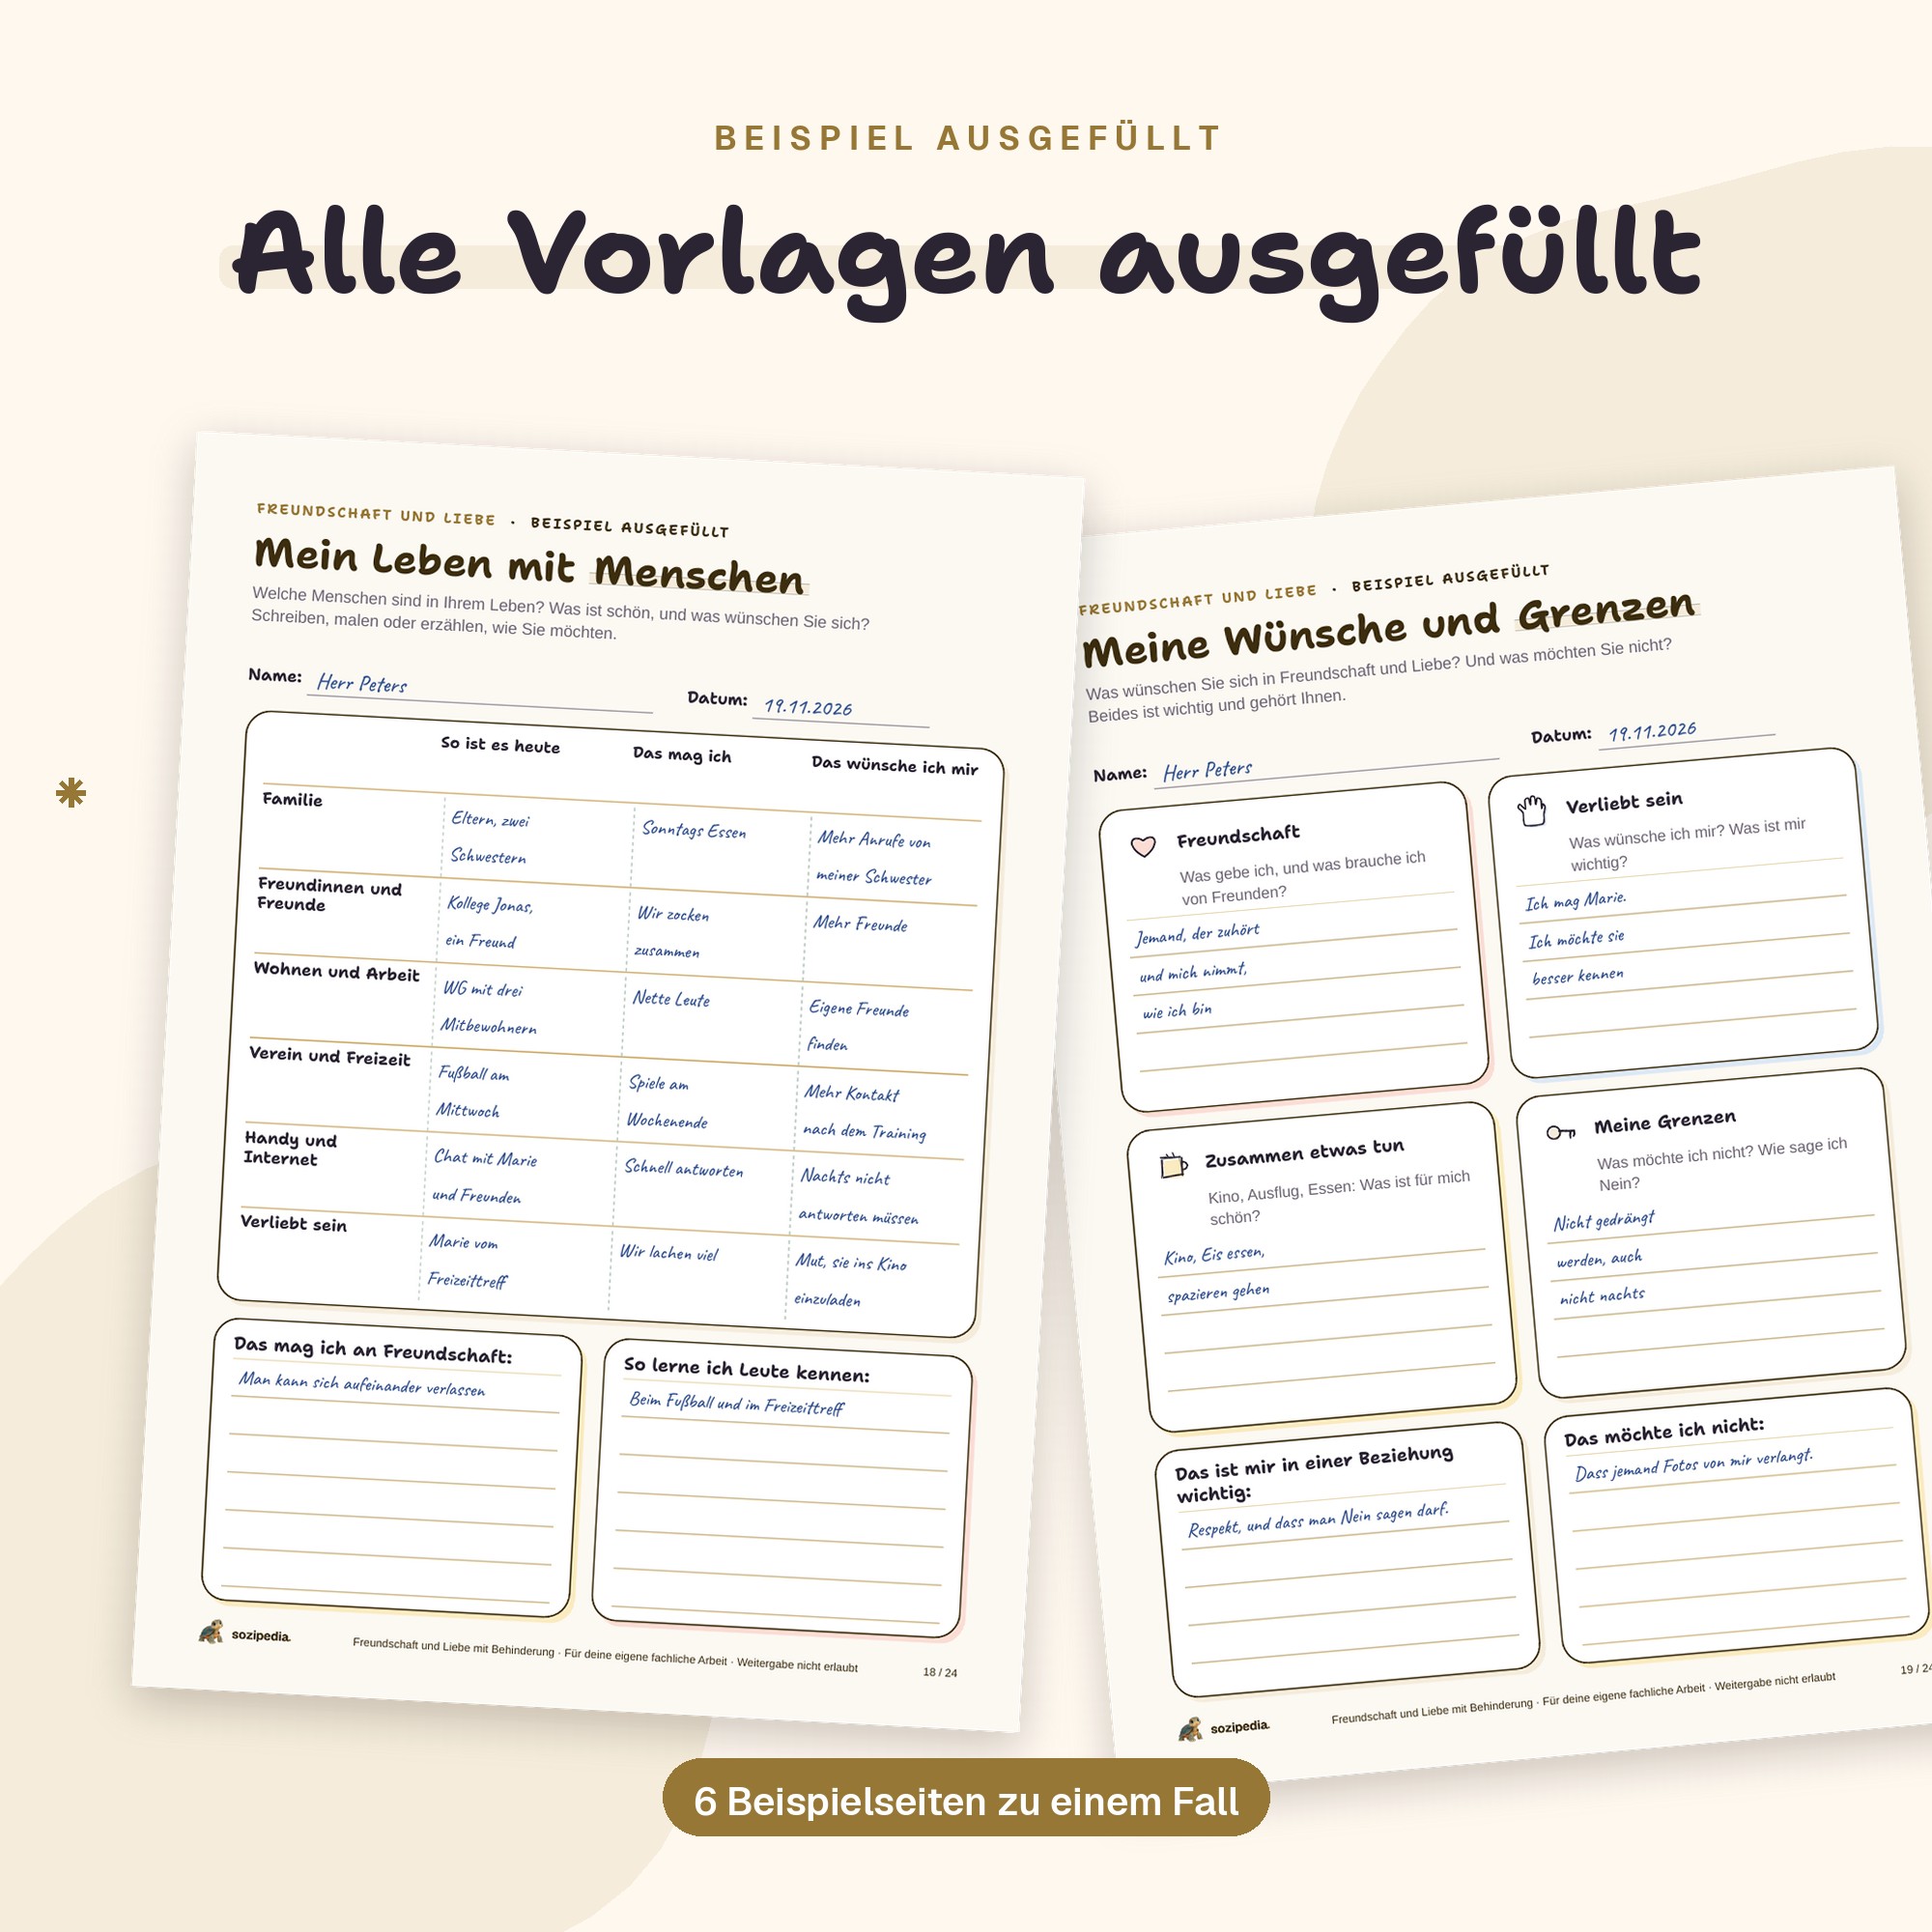 BEISPIEL AUSGEFÜLLT
Alle Vorlagen ausgefüllt
FREUNDSCHAFT UND LIEBE · BEISPIEL AUSGEFÜLLT
Mein Leben mit Menschen
Welche Menschen sind in Ihrem Leben? Was ist schön, und was wünschen Sie sich?
Schreiben, malen oder erzählen, wie Sie möchten.
Name: Herr Peters Datum: 19.11.2026
So ist es heute Das mag ich Das wünsche ich mir
Familie
Eltern, zwei
Schwestern
Sonntags Essen
Mehr Anrufe von
meiner Schwester
Freundinnen und
Freunde
Kollege Jonas,
ein Freund
Wir zocken
zusammen
Mehr Freunde
Wohnen und Arbeit
WG mit drei
Mitbewohnern
Nette Leute
Eigene Freunde
finden
Verein und Freizeit
Fußball am
Mittwoch
Spiele am
Wochenende
Mehr Kontakt
nach dem Training
Handy und
Internet
Chat mit Marie
und Freunden
Schnell antworten
Nachts nicht
antworten müssen
Verliebt sein
Marie vom
Freizeittreff
Wir lachen viel
Mut, sie ins Kino
einzuladen
Das mag ich an Freundschaft:
Man kann sich aufeinander verlassen
So lerne ich Leute kennen:
Beim Fußball und im Freizeittreff
sozipedia.
Freundschaft und Liebe mit Behinderung · Für deine eigene fachliche Arbeit · Weitergabe nicht erlaubt
18 / 24
FREUNDSCHAFT UND LIEBE · BEISPIEL AUSGEFÜLLT
Meine Wünsche und Grenzen
Was wünschen Sie sich in Freundschaft und Liebe? Und was möchten Sie nicht?
Beides ist wichtig und gehört Ihnen.
Name: Herr Peters Datum: 19.11.2026
Freundschaft
Was gebe ich, und was brauche ich
von Freunden?
Jemand, der zuhört
und mich nimmt,
wie ich bin
Verliebt sein
Was wünsche ich mir? Was ist mir
wichtig?
Ich mag Marie.
Ich möchte sie
besser kennen
Zusammen etwas tun
Kino, Ausflug, Essen: Was ist für mich
schön?
Kino, Eis essen,
spazieren gehen
Meine Grenzen
Was möchte ich nicht? Wie sage ich
Nein?
Nicht gedrängt
werden, auch
nicht nachts
Das ist mir in einer Beziehung
wichtig:
Respekt, und dass man Nein sagen darf.
Das möchte ich nicht:
Dass jemand Fotos von mir verlangt.
sozipedia.
Freundschaft und Liebe mit Behinderung · Für deine eigene fachliche Arbeit · Weitergabe nicht erlaubt
19 / 24
6 Beispielseiten zu einem Fall